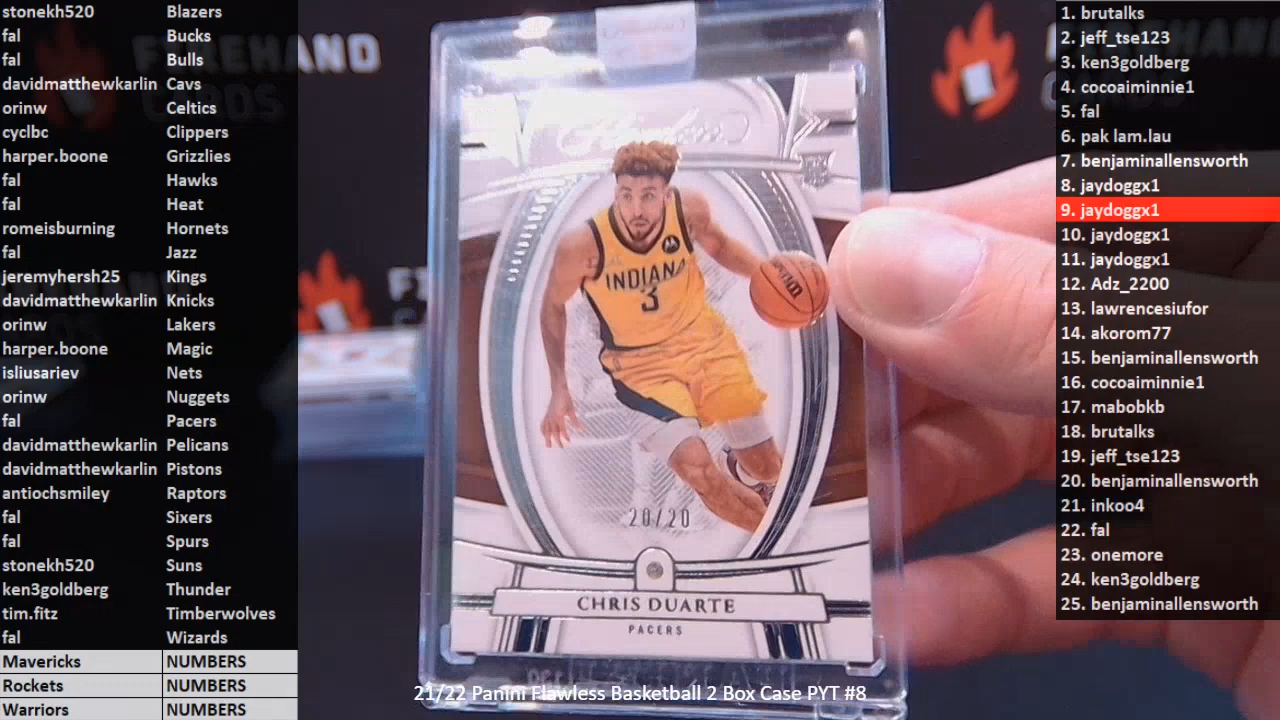 stonekh520 Blazers
fal Bucks
fal Bulls
davidmatthewkarlin Cavs
orinw Celtics
cyclbc Clippers
harper.boone Grizzlies
fal Hawks
fal Heat
romeisburning Hornets
fal Jazz
jeremyhersh25 Kings
davidmatthewkarlin Knicks
orinw Lakers
harper.boone Magic
isliusariev Nets
orinw Nuggets
fal Pacers
davidmatthewkarlin Pelicans
davidmatthewkarlin Pistons
antiochsmiley Raptors
fal Sixers
fal Spurs
stonekh520 Suns
ken3goldberg Thunder
tim.fitz Timberwolves
fal Wizards
Mavericks NUMBERS
Rockets NUMBERS
Warriors NUMBERS
FIREHAND
CARDS
Flawless
RC
INDIANA
3
20/20
CHRIS DUARTE
PACERS
21/22 Panini Flawless Basketball 2 Box Case PYT #8
1. brutalks
2. jeff_tse123
3. ken3goldberg
4. cocoaiminnie1
5. fal
6. pak lam.lau
7. benjaminallensworth
8. jaydoggx1
9. jaydoggx1
10. jaydoggx1
11. jaydoggx1
12. Adz_2200
13. lawrencesiufor
14. akorom77
15. benjaminallensworth
16. cocoaiminnie1
17. mabobkb
18. brutalks
19. jeff_tse123
20. benjaminallensworth
21. inkoo4
22. fal
23. onemore
24. ken3goldberg
25. benjaminallensworth